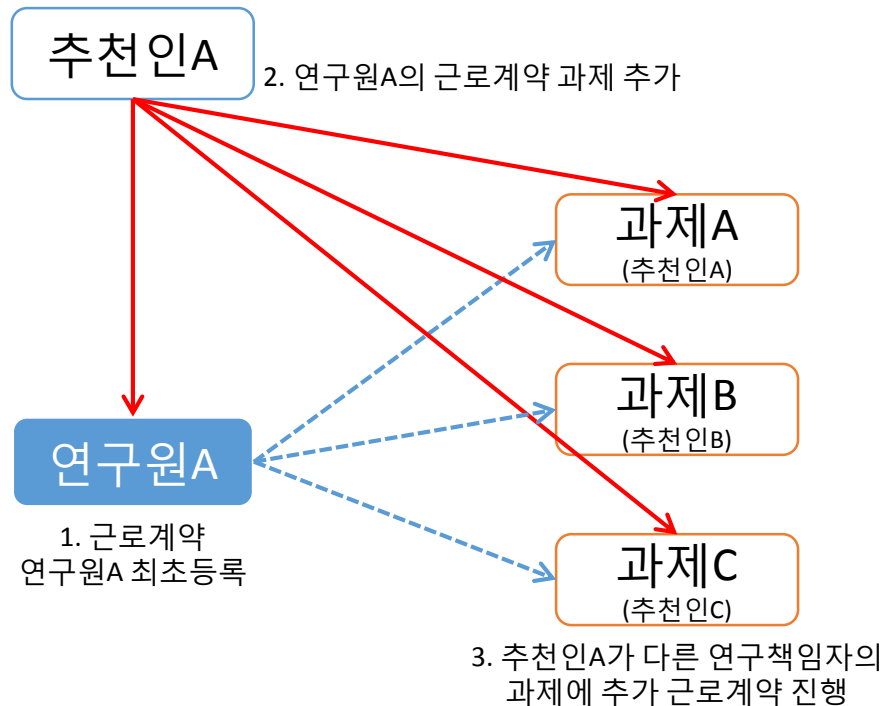 추천인A
2. 연구원A의 근로계약 과제 추가
과제A
(추천인A)
과제B
(추천인B)
연구원A
1. 근로계약
연구원A 최초등록
과제C
(추천인C)
3. 추천인A가 다른 연구책임자의
과제에 추가 근로계약 진행